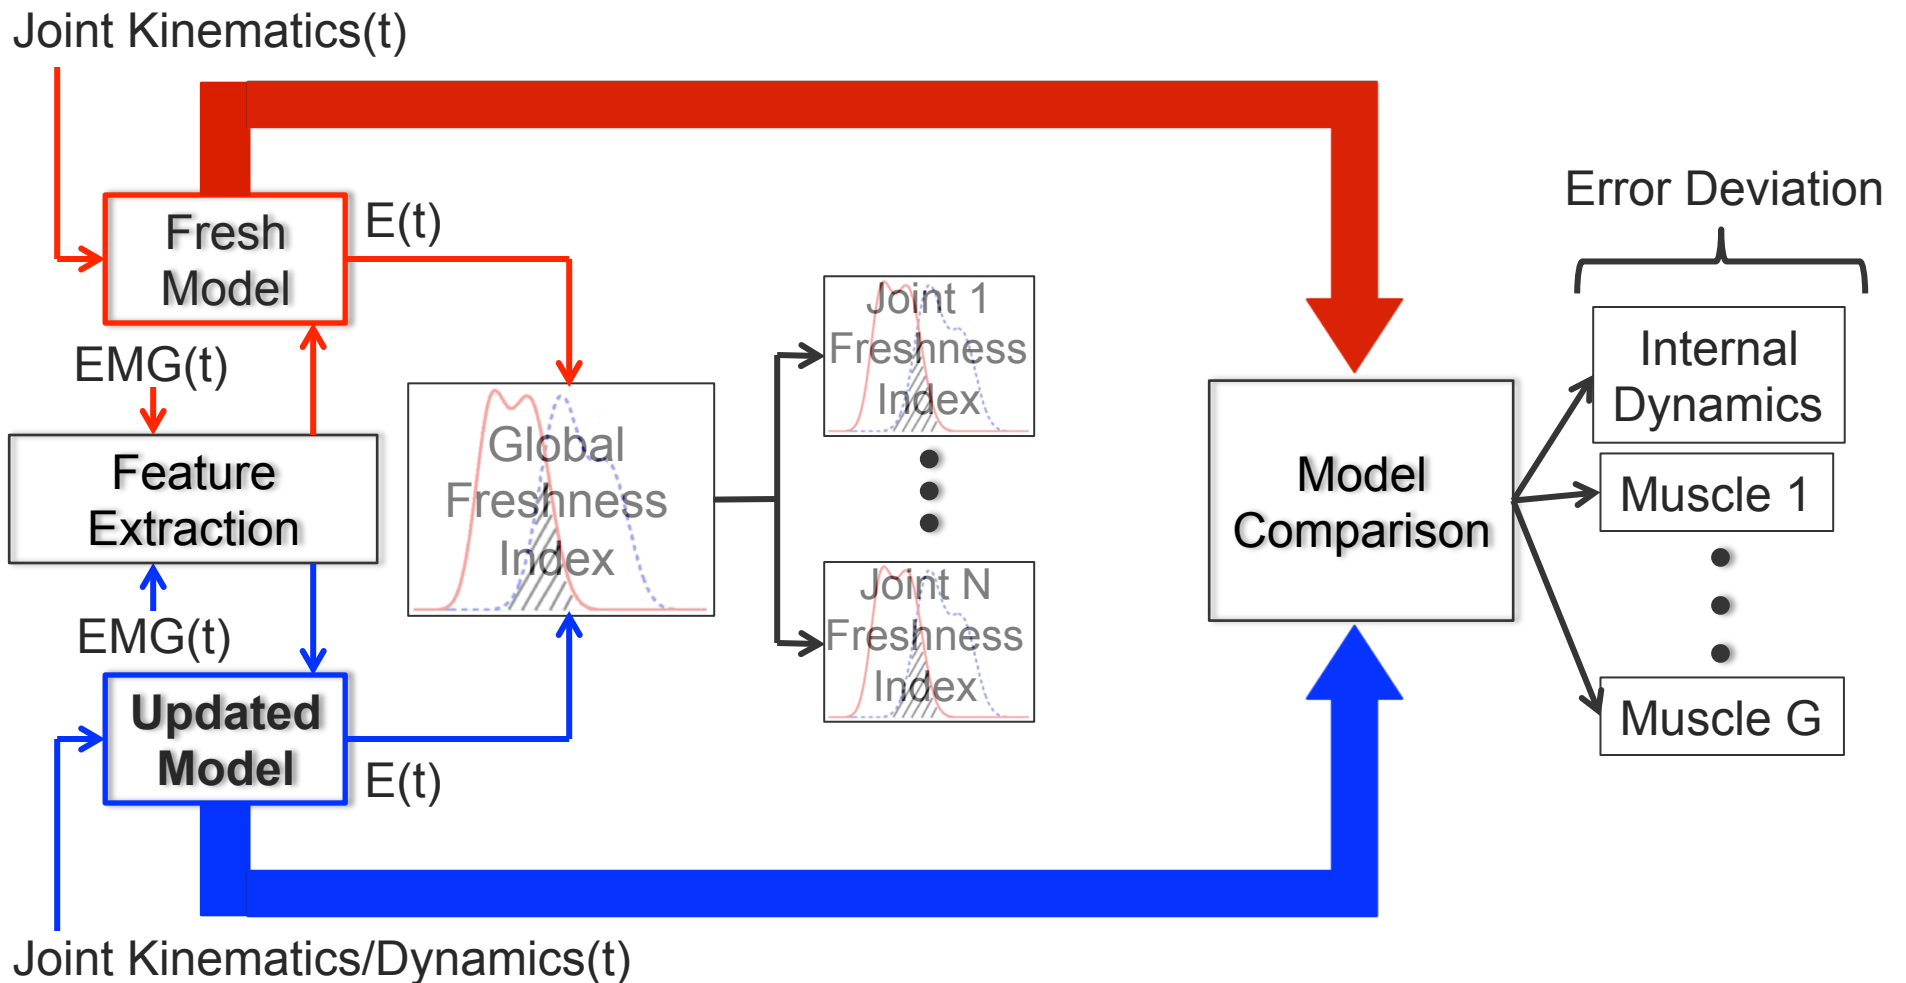 Joint Kinematics(t)
Fresh
Model
E(t)
EMG(t)
Feature
Extraction
EMG(t)
Updated
Model
E(t)
Joint Kinematics/Dynamics(t)
Global
Freshness
Index
Joint 1
Freshness
Index
Joint N
Freshness
Index
Model
Comparison
Error Deviation
Internal
Dynamics
Muscle 1
Muscle G